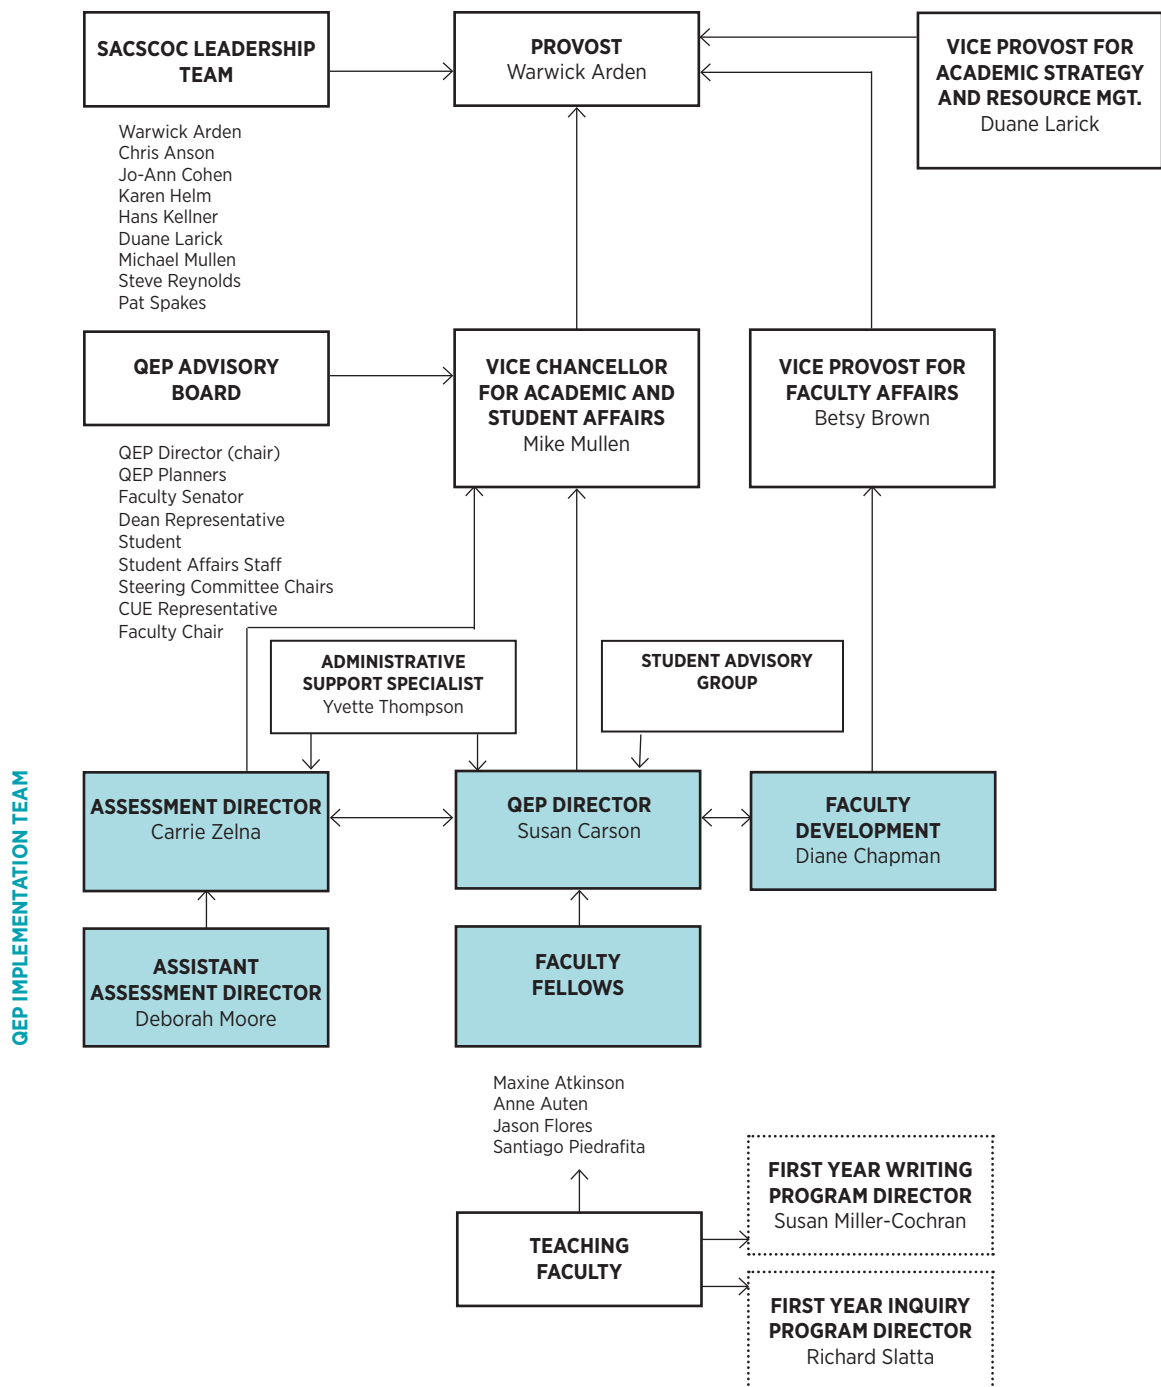 SACSCOC LEADERSHIP
TEAM
Warwick Arden
Chris Anson
Jo-Ann Cohen
Karen Helm
Hans Kellner
Duane Larick
Michael Mullen
Steve Reynolds
Pat Spakes
PROVOST
Warwick Arden
VICE PROVOST FOR
ACADEMIC STRATEGY
AND RESOURCE MGT.
Duane Larick
QEP ADVISORY
BOARD
QEP Director (chair)
QEP Planners
Faculty Senator
Dean Representative
Student
Student Affairs Staff
Steering Committee Chairs
CUE Representative
Faculty Chair
VICE CHANCELLOR
FOR ACADEMIC AND
STUDENT AFFAIRS
Mike Mullen
VICE PROVOST FOR
FACULTY AFFAIRS
Betsy Brown
ADMINISTRATIVE
SUPPORT SPECIALIST
Yvette Thompson
STUDENT ADVISORY
GROUP
QEP IMPLEMENTATION TEAM
ASSESSMENT DIRECTOR
Carrie Zelna
QEP DIRECTOR
Susan Carson
FACULTY
DEVELOPMENT
Diane Chapman
ASSISTANT
ASSESSMENT DIRECTOR
Deborah Moore
FACULTY
FELLOWS
Maxine Atkinson
Anne Auten
Jason Flores
Santiago Piedrafita
TEACHING
FACULTY
FIRST YEAR WRITING
PROGRAM DIRECTOR
Susan Miller-Cochran
FIRST YEAR INQUIRY
PROGRAM DIRECTOR
Richard Slatta